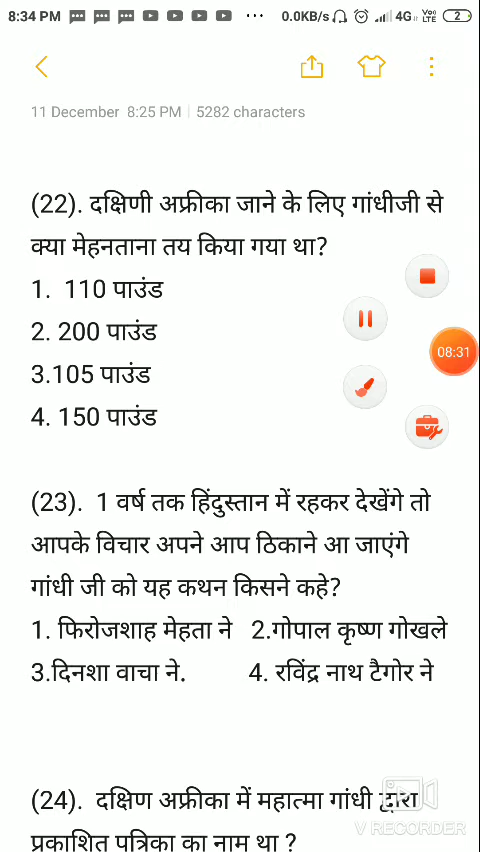 8:34 PM ... 0.0KB/s 4G Vo LTE 2
11 December 8:25 PM | 5282 characters
(22). दक्षिणी अफ्रीका जाने के लिए गांधीजी से
क्या मेहनताना तय किया गया था?
1. 110 पाउंड
2. 200 पाउंड
3.105 पाउंड
4. 150 पाउंड
08:31
(23). 1 वर्ष तक हिंदुस्तान में रहकर देखेंगे तो
आपके विचार अपने आप ठिकाने आ जाएंगे
गांधी जी को यह कथन किसने कहे?
1. फिरोजशाह मेहता ने 2.गोपाल कृष्ण गोखले
3.दिनशा वाचा ने. 4. रविंद्र नाथ टैगोर ने
(24). दक्षिण अफ्रीका में महात्मा गांधी द्वारा
प्रकाशित पत्रिका का नाम था ?
V RECORDER